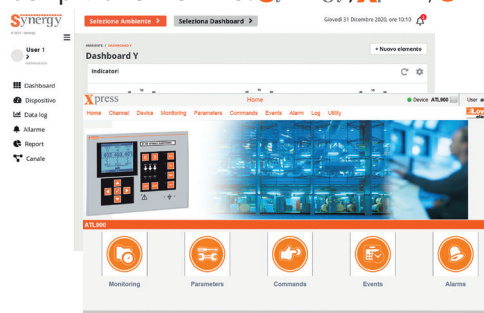 Synergy
Seleziona Ambiente >
Seleziona Dashboard >
Giovedì 31 Dicembre 2020, ore 10:10
User 1
>
DASHBOARD Y
Dashboard Y
+ Nuovo elemento
Indicatori
Dashboard
Dispositivo
Data log
Allarme
Report
Canale
Xpress
Home
Device ATL900
User
Home Channel Device Monitoring Parameters Commands Events Alarm Log Utility
ATL900
Monitoring
Parameters
Commands
Events
Alarms